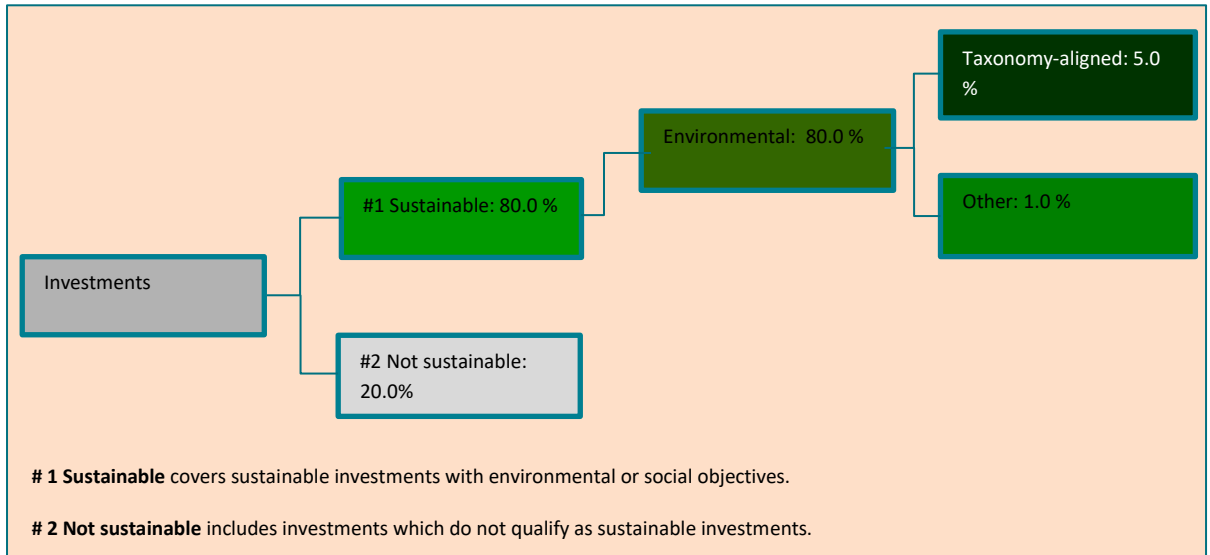 Taxonomy-aligned: 5.0
%
Environmental:  80.0 %
#1 Sustainable: 80.0 %
Other: 1.0 %
Investments
#2 Not sustainable:
20.0%
# 1 Sustainable covers sustainable investments with environmental or social objectives.
# 2 Not sustainable includes investments which do not qualify as sustainable investments.